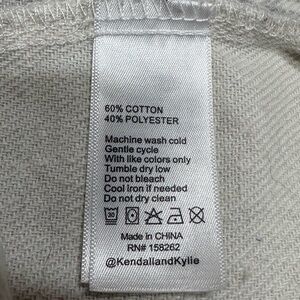 60% COTTON
40% POLYESTER
Machine wash cold
Gentle cycle
With like colors only
Tumble dry low
Do not bleach
Cool iron if needed
Do not dry clean
Made in CHINA
RN# 158262
@KendallandKylie